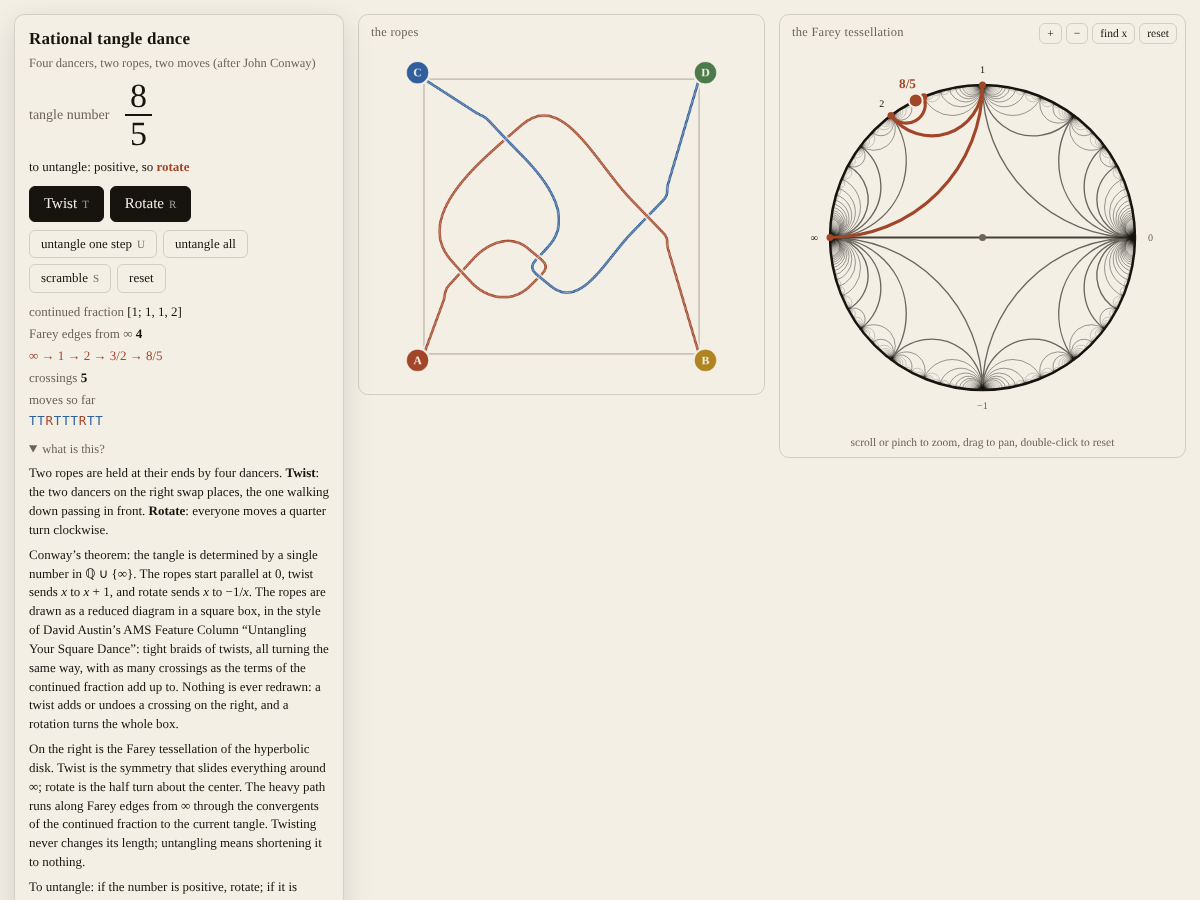 Rational tangle dance
Four dancers, two ropes, two moves (after John Conway)
tangle number 8/5
to untangle: positive, so rotate
Twist T Rotate R
untangle one step U untangle all
scramble S reset
continued fraction [1; 1, 1, 2]
Farey edges from ∞ 4
∞ → 1 → 2 → 3/2 → 8/5
crossings 5
moves so far
TTRTTTRTT
▼ what is this?
Two ropes are held at their ends by four dancers. Twist:
the two dancers on the right swap places, the one walking
down passing in front. Rotate: everyone moves a quarter
turn clockwise.
Conway’s theorem: the tangle is determined by a single
number in ℚ ∪ {∞}. The ropes start parallel at 0, twist
sends x to x + 1, and rotate sends x to −1/x. The ropes are
drawn as a reduced diagram in a square box, in the style
of David Austin’s AMS Feature Column “Untangling
Your Square Dance”: tight braids of twists, all turning the
same way, with as many crossings as the terms of the
continued fraction add up to. Nothing is ever redrawn: a
twist adds or undoes a crossing on the right, and a
rotation turns the whole box.
On the right is the Farey tessellation of the hyperbolic
disk. Twist is the symmetry that slides everything around
∞; rotate is the half turn about the center. The heavy path
runs along Farey edges from ∞ through the convergents
of the continued fraction to the current tangle. Twisting
never changes its length; untangling means shortening it
to nothing.
To untangle: if the number is positive, rotate; if it is
the ropes
C
D
A
B
the Farey tessellation
+ − find x reset
1
8/5
2
∞
0
−1
scroll or pinch to zoom, drag to pan, double-click to reset